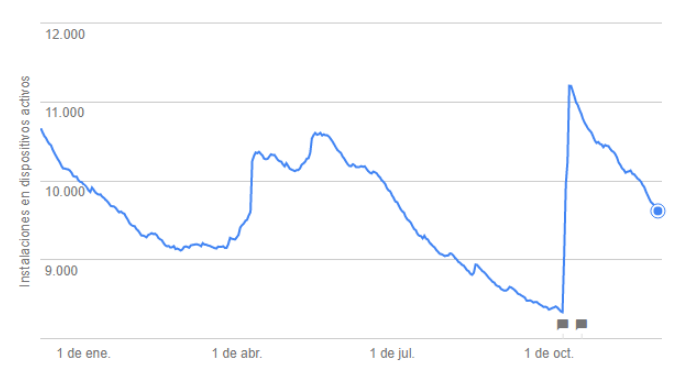 Instalaciones en dispositivos activos
12.000
11.000
10.000
9.000
1 de ene.
1 de abr.
1 de jul.
1 de oct.